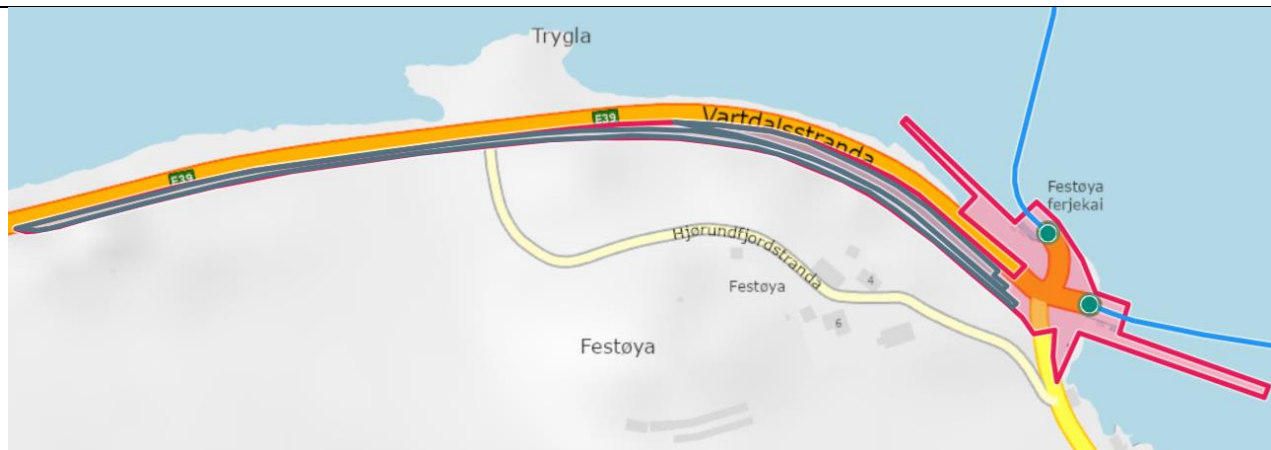 Trygla
E39
Vartdalsstranda
E39
Festøya
ferjekai
Hjørundfjordstranda
Festøya
4
6
Festøya